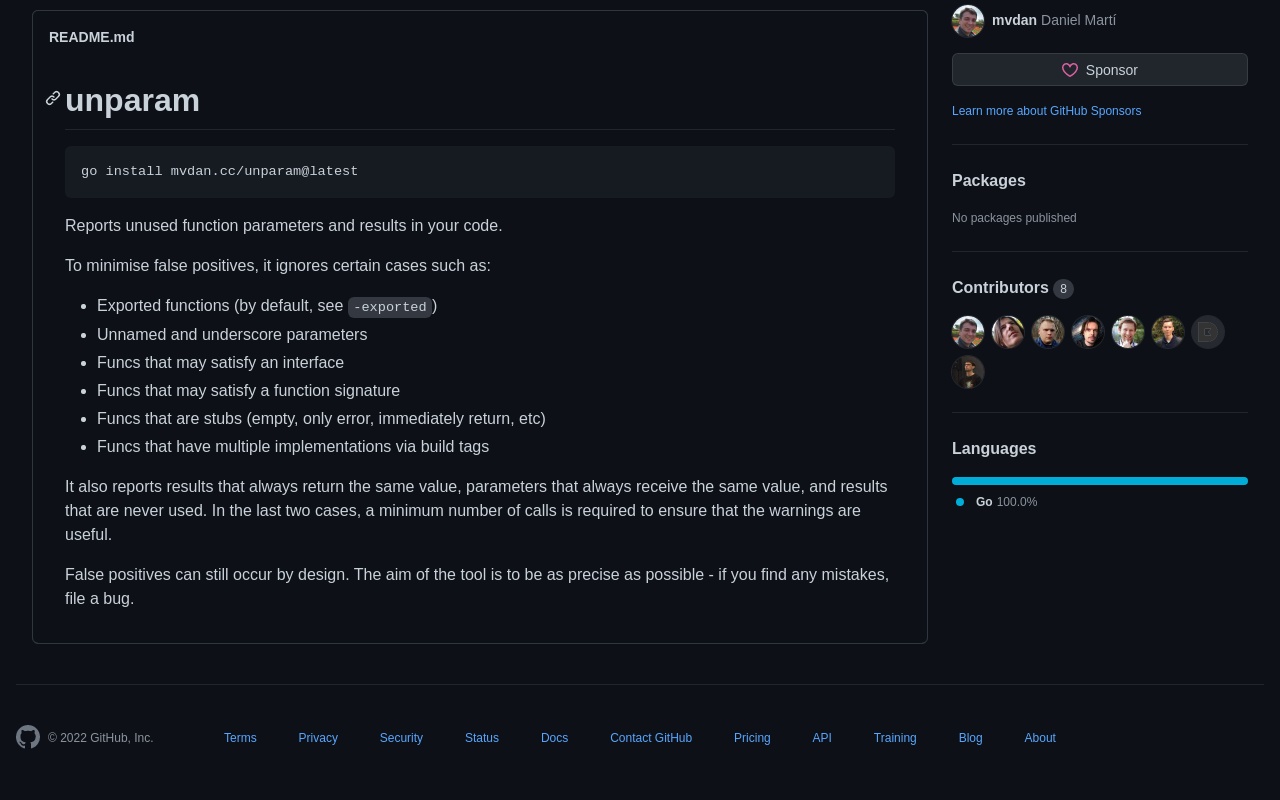 README.md
unparam
go install mvdan.cc/unparam@latest
Reports unused function parameters and results in your code.
To minimise false positives, it ignores certain cases such as:
Exported functions (by default, see -exported)
Unnamed and underscore parameters
Funcs that may satisfy an interface
Funcs that may satisfy a function signature
Funcs that are stubs (empty, only error, immediately return, etc)
Funcs that have multiple implementations via build tags
It also reports results that always return the same value, parameters that always receive the same value, and results
that are never used. In the last two cases, a minimum number of calls is required to ensure that the warnings are
useful.
False positives can still occur by design. The aim of the tool is to be as precise as possible - if you find any mistakes,
file a bug.
mvdan Daniel Martí
Sponsor
Learn more about GitHub Sponsors
Packages
No packages published
Contributors 8
Languages
Go 100.0%
© 2022 GitHub, Inc.
Terms
Privacy
Security
Status
Docs
Contact GitHub
Pricing
API
Training
Blog
About